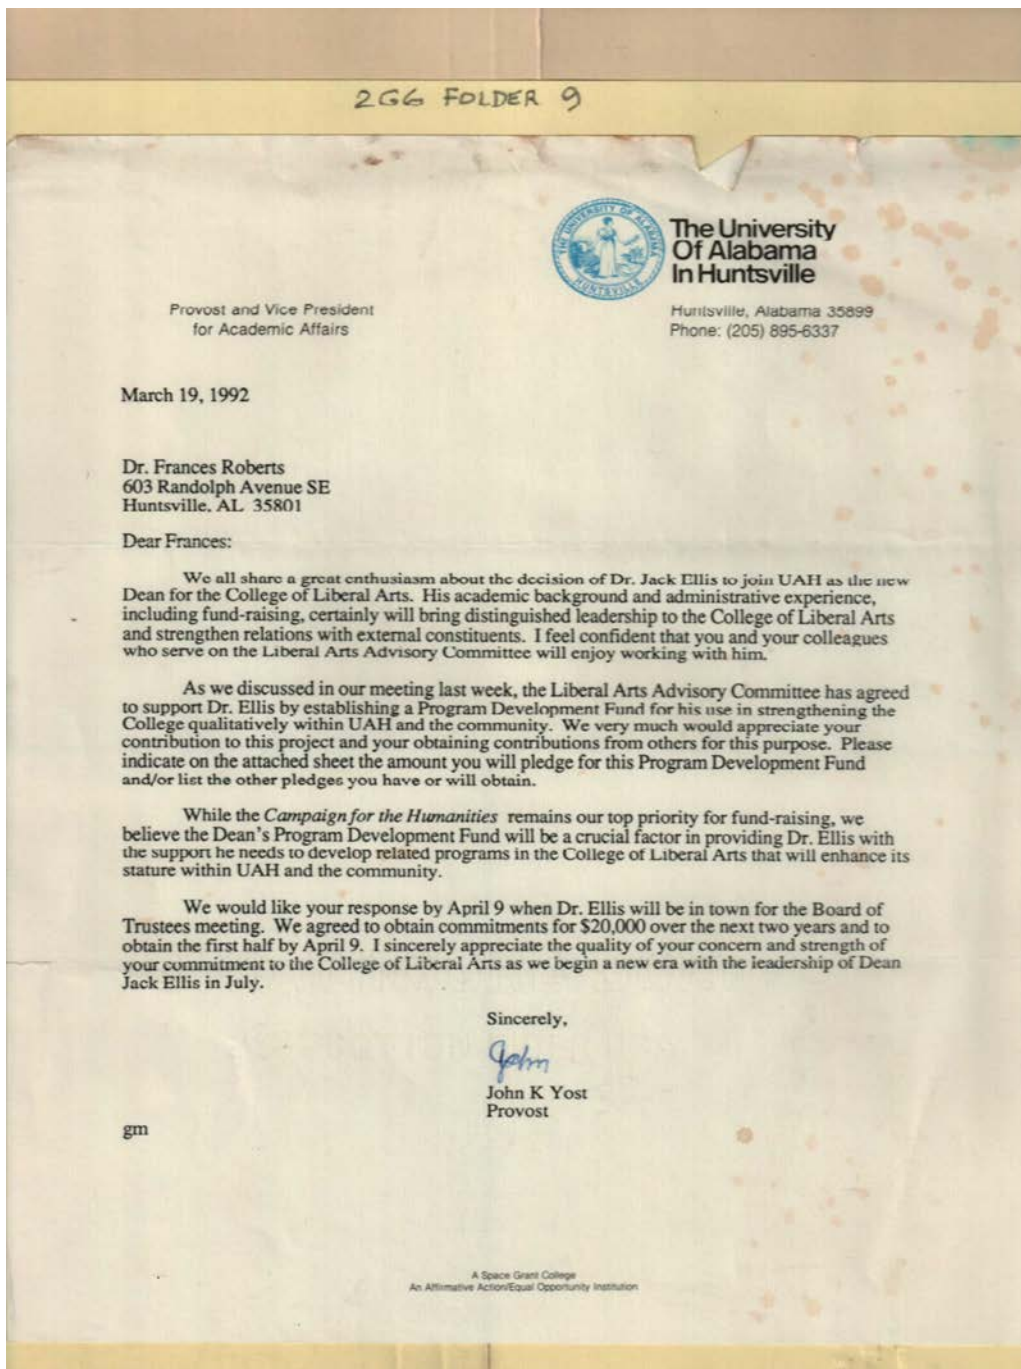 2GG FOLDER 9
THE UNIVERSITY OF ALABAMA
HUNTSVILLE
The University
Of Alabama
In Huntsville
Provost and Vice President
for Academic Affairs
Huntsville, Alabama 35899
Phone: (205) 895-6337
March 19, 1992
Dr. Frances Roberts
603 Randolph Avenue SE
Huntsville, AL 35801
Dear Frances:
We all share a great enthusiasm about the decision of Dr. Jack Ellis to join UAH as the new
Dean for the College of Liberal Arts. His academic background and administrative experience,
including fund-raising, certainly will bring distinguished leadership to the College of Liberal Arts
and strengthen relations with external constituents. I feel confident that you and your colleagues
who serve on the Liberal Arts Advisory Committee will enjoy working with him.
As we discussed in our meeting last week, the Liberal Arts Advisory Committee has agreed
to support Dr. Ellis by establishing a Program Development Fund for his use in strengthening the
College qualitatively within UAH and the community. We very much would appreciate your
contribution to this project and your obtaining contributions from others for this purpose. Please
indicate on the attached sheet the amount you will pledge for this Program Development Fund
and/or list the other pledges you have or will obtain.
While the Campaign for the Humanities remains our top priority for fund-raising, we
believe the Dean's Program Development Fund will be a crucial factor in providing Dr. Ellis with
the support he needs to develop related programs in the College of Liberal Arts that will enhance its
stature within UAH and the community.
We would like your response by April 9 when Dr. Ellis will be in town for the Board of
Trustees meeting. We agreed to obtain commitments for $20,000 over the next two years and to
obtain the first half by April 9. I sincerely appreciate the quality of your concern and strength of
your commitment to the College of Liberal Arts as we begin a new era with the leadership of Dean
Jack Ellis in July.
Sincerely,
John
John K Yost
Provost
gm
A Space Grant College
An Affirmative Action/Equal Opportunity Institution